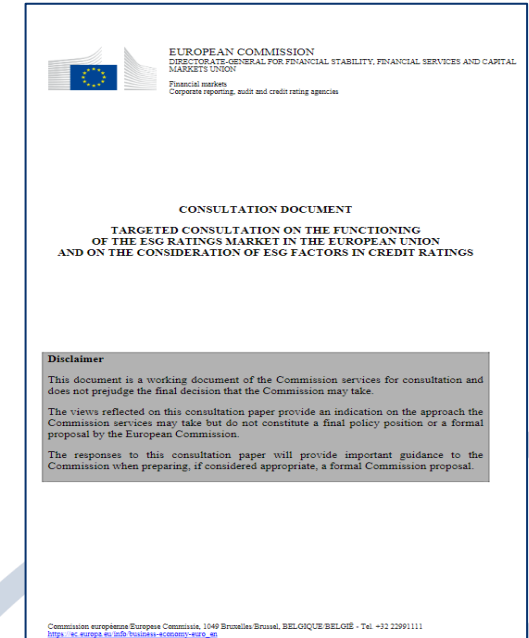 EUROPEAN COMMISSION
DIRECTORATE-GENERAL FOR FINANCIAL STABILITY, FINANCIAL SERVICES AND CAPITAL
MARKETS UNION
Financial markets
Corporate reporting, audit and credit rating agencies
CONSULTATION DOCUMENT
TARGETED CONSULTATION ON THE FUNCTIONING
OF THE ESG RATINGS MARKET IN THE EUROPEAN UNION
AND ON THE CONSIDERATION OF ESG FACTORS IN CREDIT RATINGS
Disclaimer
This document is a working document of the Commission services for consultation and
does not prejudge the final decision that the Commission may take.
The views reflected on this consultation paper provide an indication on the approach the
Commission services may take but do not constitute a final policy position or a formal
proposal by the European Commission.
The responses to this consultation paper will provide important guidance to the
Commission when preparing, if considered appropriate, a formal Commission proposal.
Commission européenne/Europese Commissie, 1049 Bruxelles/Brussel, BELGIQUE/BELGIË - Tel. +32 22991111
https://ec.europa.eu/info/business-economy-euro_en